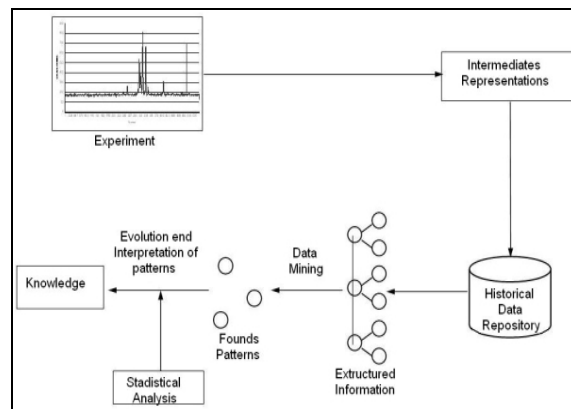 Experiment
Intermediates
Representations
Evolution end
Interpretation of
patterns
Data
Mining
Knowledge
Historical
Data
Repository
Founds
Patterns
Extructured
Information
Stadistical
Analysis